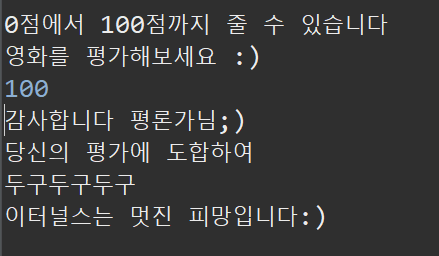 0점에서 100점까지 줄 수 있습니다
영화를 평가해보세요 :)
100
감사합니다 평론가님;)
당신의 평가에 도합하여
두구두구두구
이터널스는 멋진 피망입니다:)